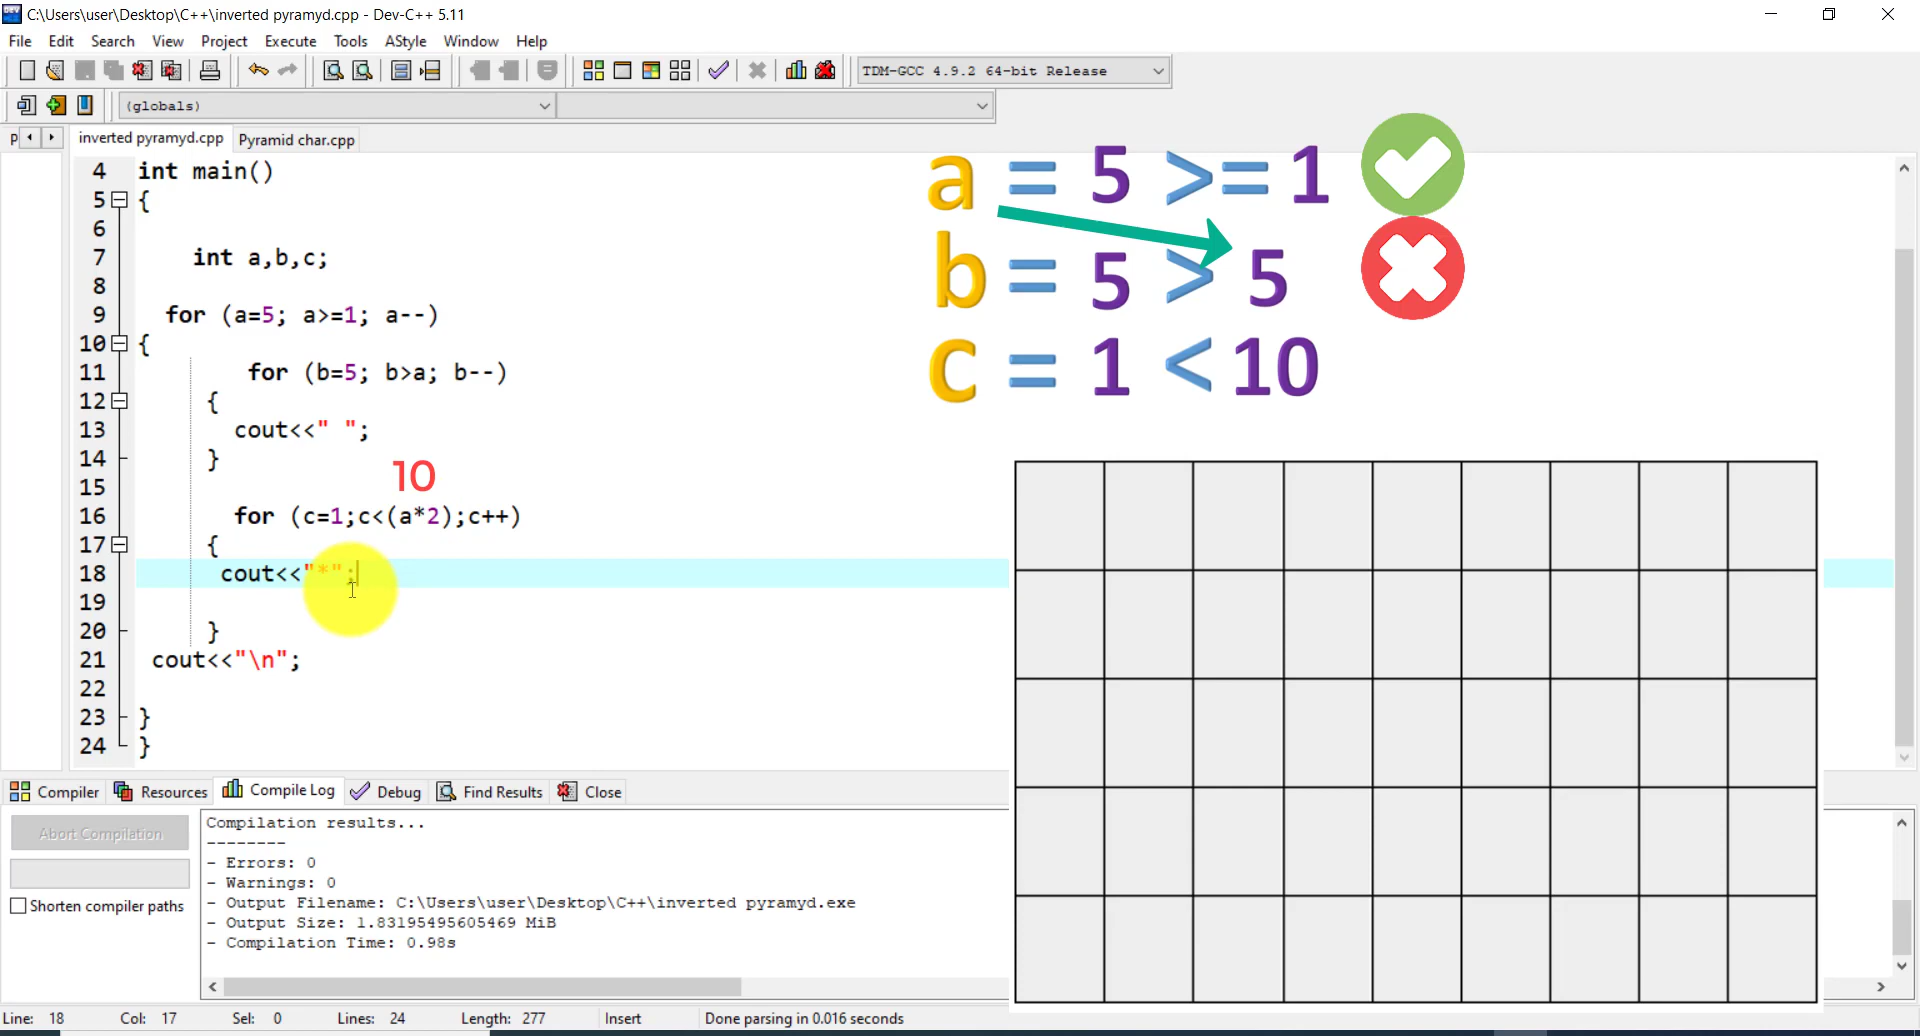 C:\Users\user\Desktop\C++\inverted pyramyd.cpp - Dev-C++ 5.11
File Edit Search View Project Execute Tools AStyle Window Help
TDM-GCC 4.9.2 64-bit Release
(globals)
P inverted pyramyd.cpp Pyramid char.cpp
4 int main()
5 {
6
7 int a,b,c;
8
9 for (a=5; a>=1; a--)
10 {
11 for (b=5; b>a; b--)
12 {
13 cout<<" ";
14 }
15
10
16 for (c=1;c<(a*2);c++)
17 {
18 cout<<"*";
19
20 }
21 cout<<"\n";
22
23 }
24 }
a = 5 >= 1
b = 5 > 5
c = 1 < 10
Compiler Resources Compile Log Debug Find Results Close
Abort Compilation
Shorten compiler paths
Compilation results...
--------
- Errors: 0
- Warnings: 0
- Output Filename: C:\Users\user\Desktop\C++\inverted pyramyd.exe
- Output Size: 1.83195495605469 MiB
- Compilation Time: 0.98s
Line: 18 Col: 17 Sel: 0 Lines: 24 Length: 277 Insert Done parsing in 0.016 seconds